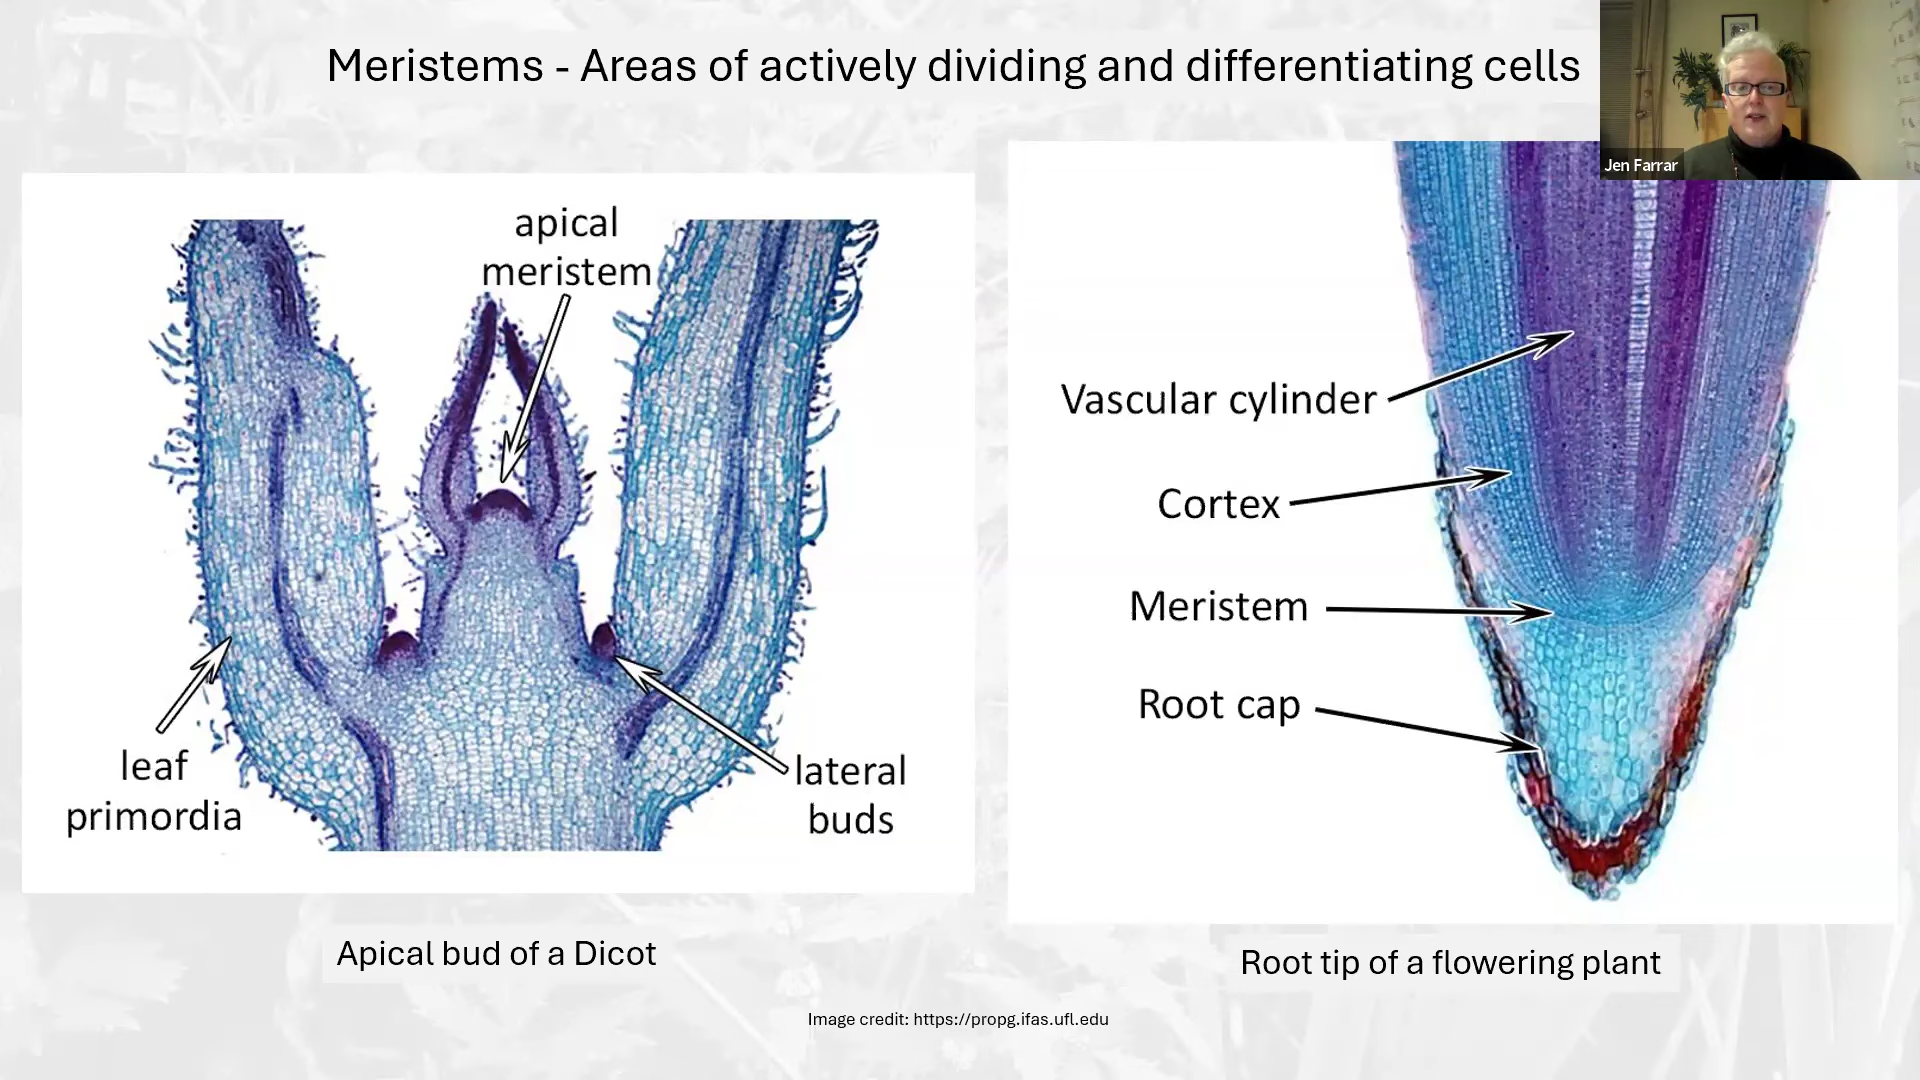 Meristems - Areas of actively dividing and differentiating cells
Jen Farrar
apical
meristem
leaf
primordia
lateral
buds
Vascular cylinder
Cortex
Meristem
Root cap
Apical bud of a Dicot
Root tip of a flowering plant
Image credit: https://propg.ifas.ufl.edu